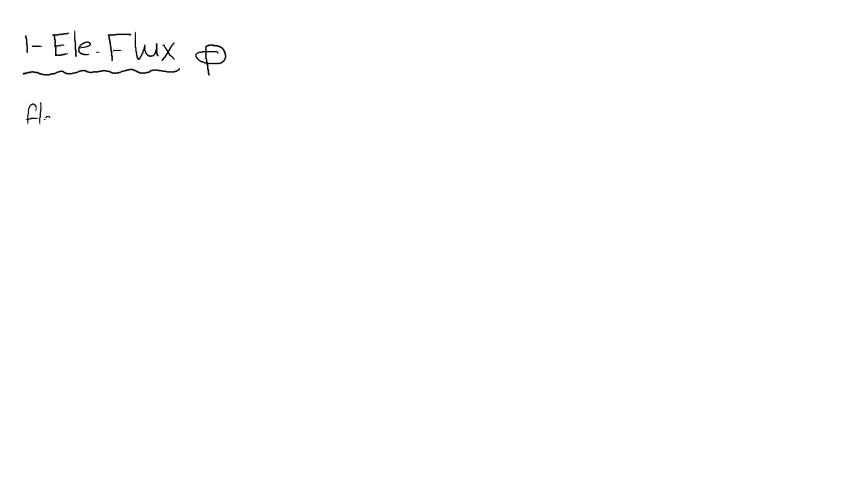 1- Ele. Flux Φ